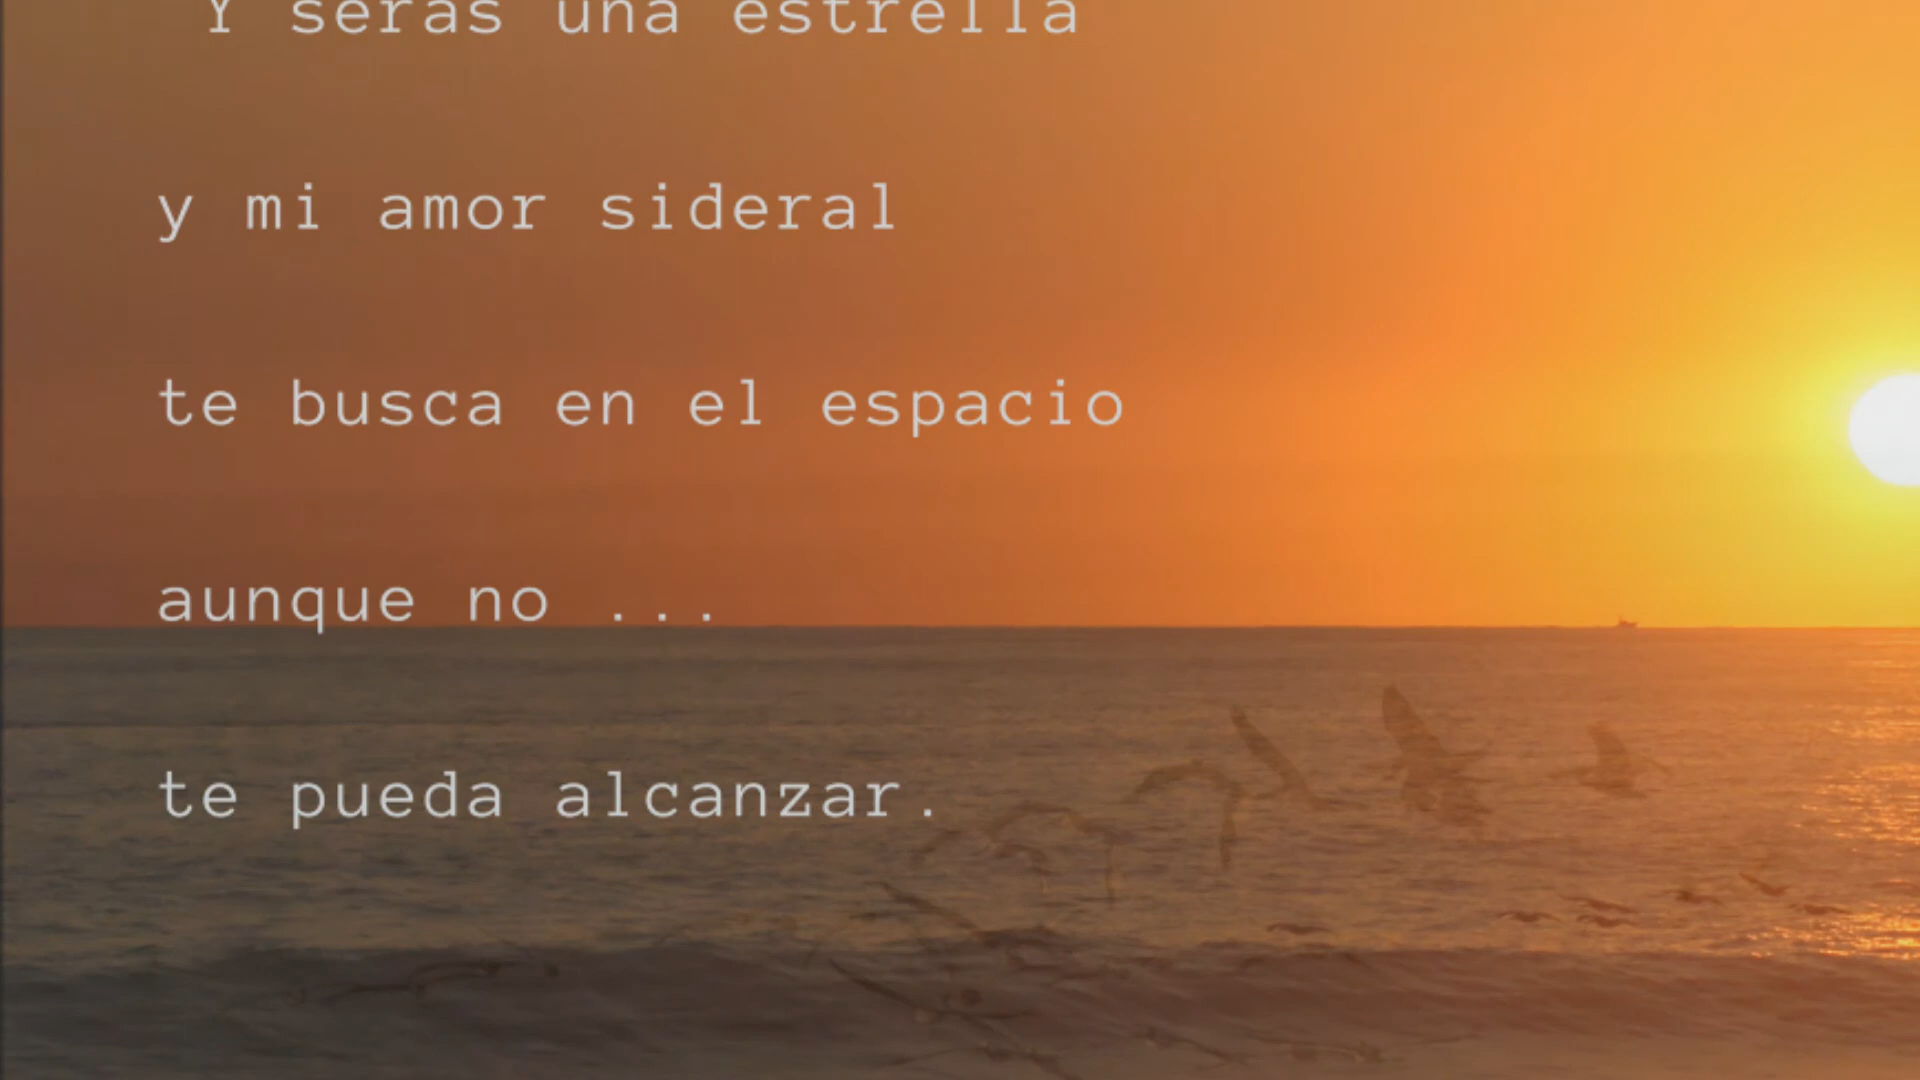 Y serás una estrella
y mi amor sideral
te busca en el espacio
aunque no ...
te pueda alcanzar.